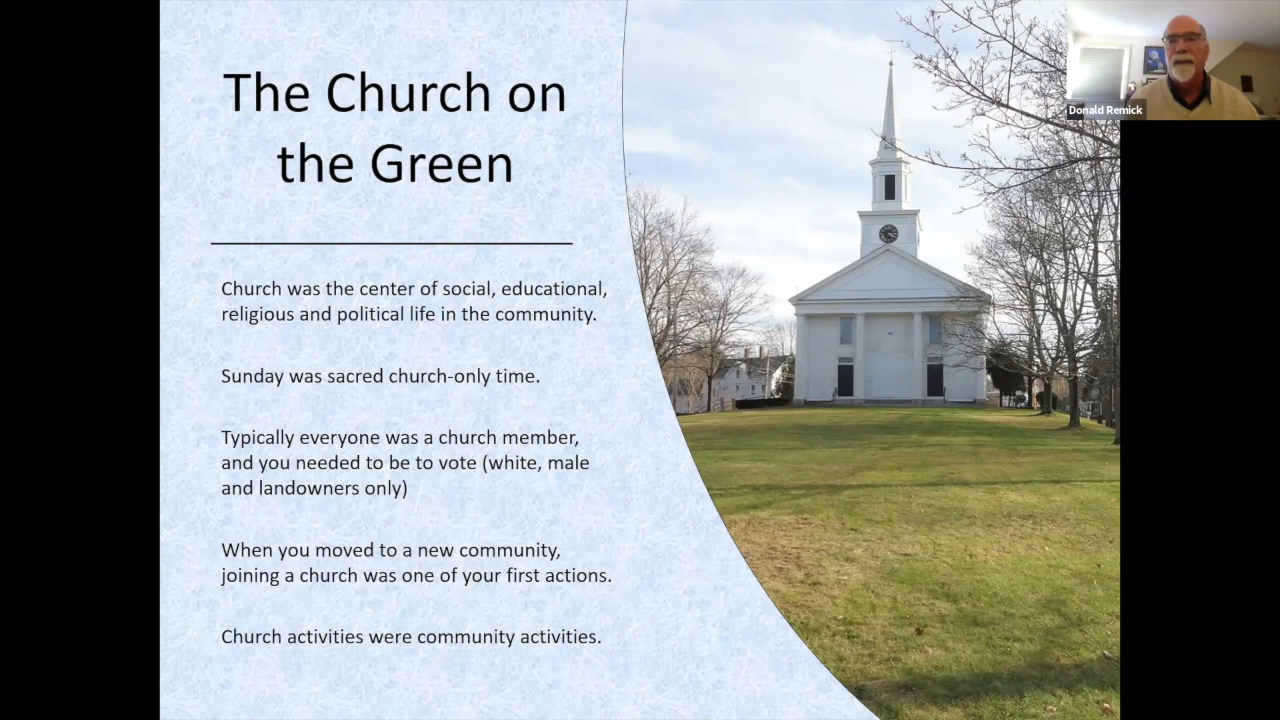 The Church on
the Green
Church was the center of social, educational,
religious and political life in the community.
Sunday was sacred church-only time.
Typically everyone was a church member,
and you needed to be to vote (white, male
and landowners only)
When you moved to a new community,
joining a church was one of your first actions.
Church activities were community activities.
Donald Remick